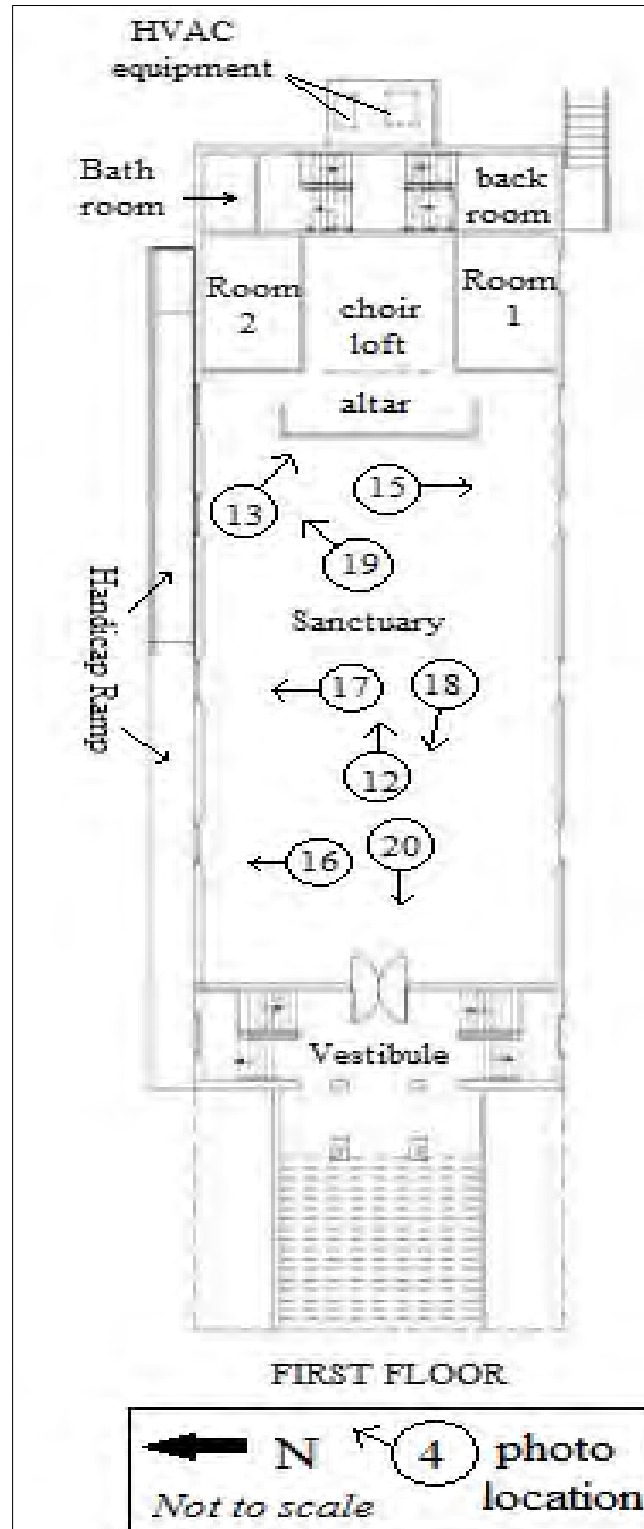 HVAC
equipment
Bath
room
back
room
Room
2
choir
loft
Room
1
altar
13
15
19
Sanctuary
Handicap Ramp
17
18
12
16
20
Vestibule
FIRST FLOOR
N
4
photo
location
Not to scale